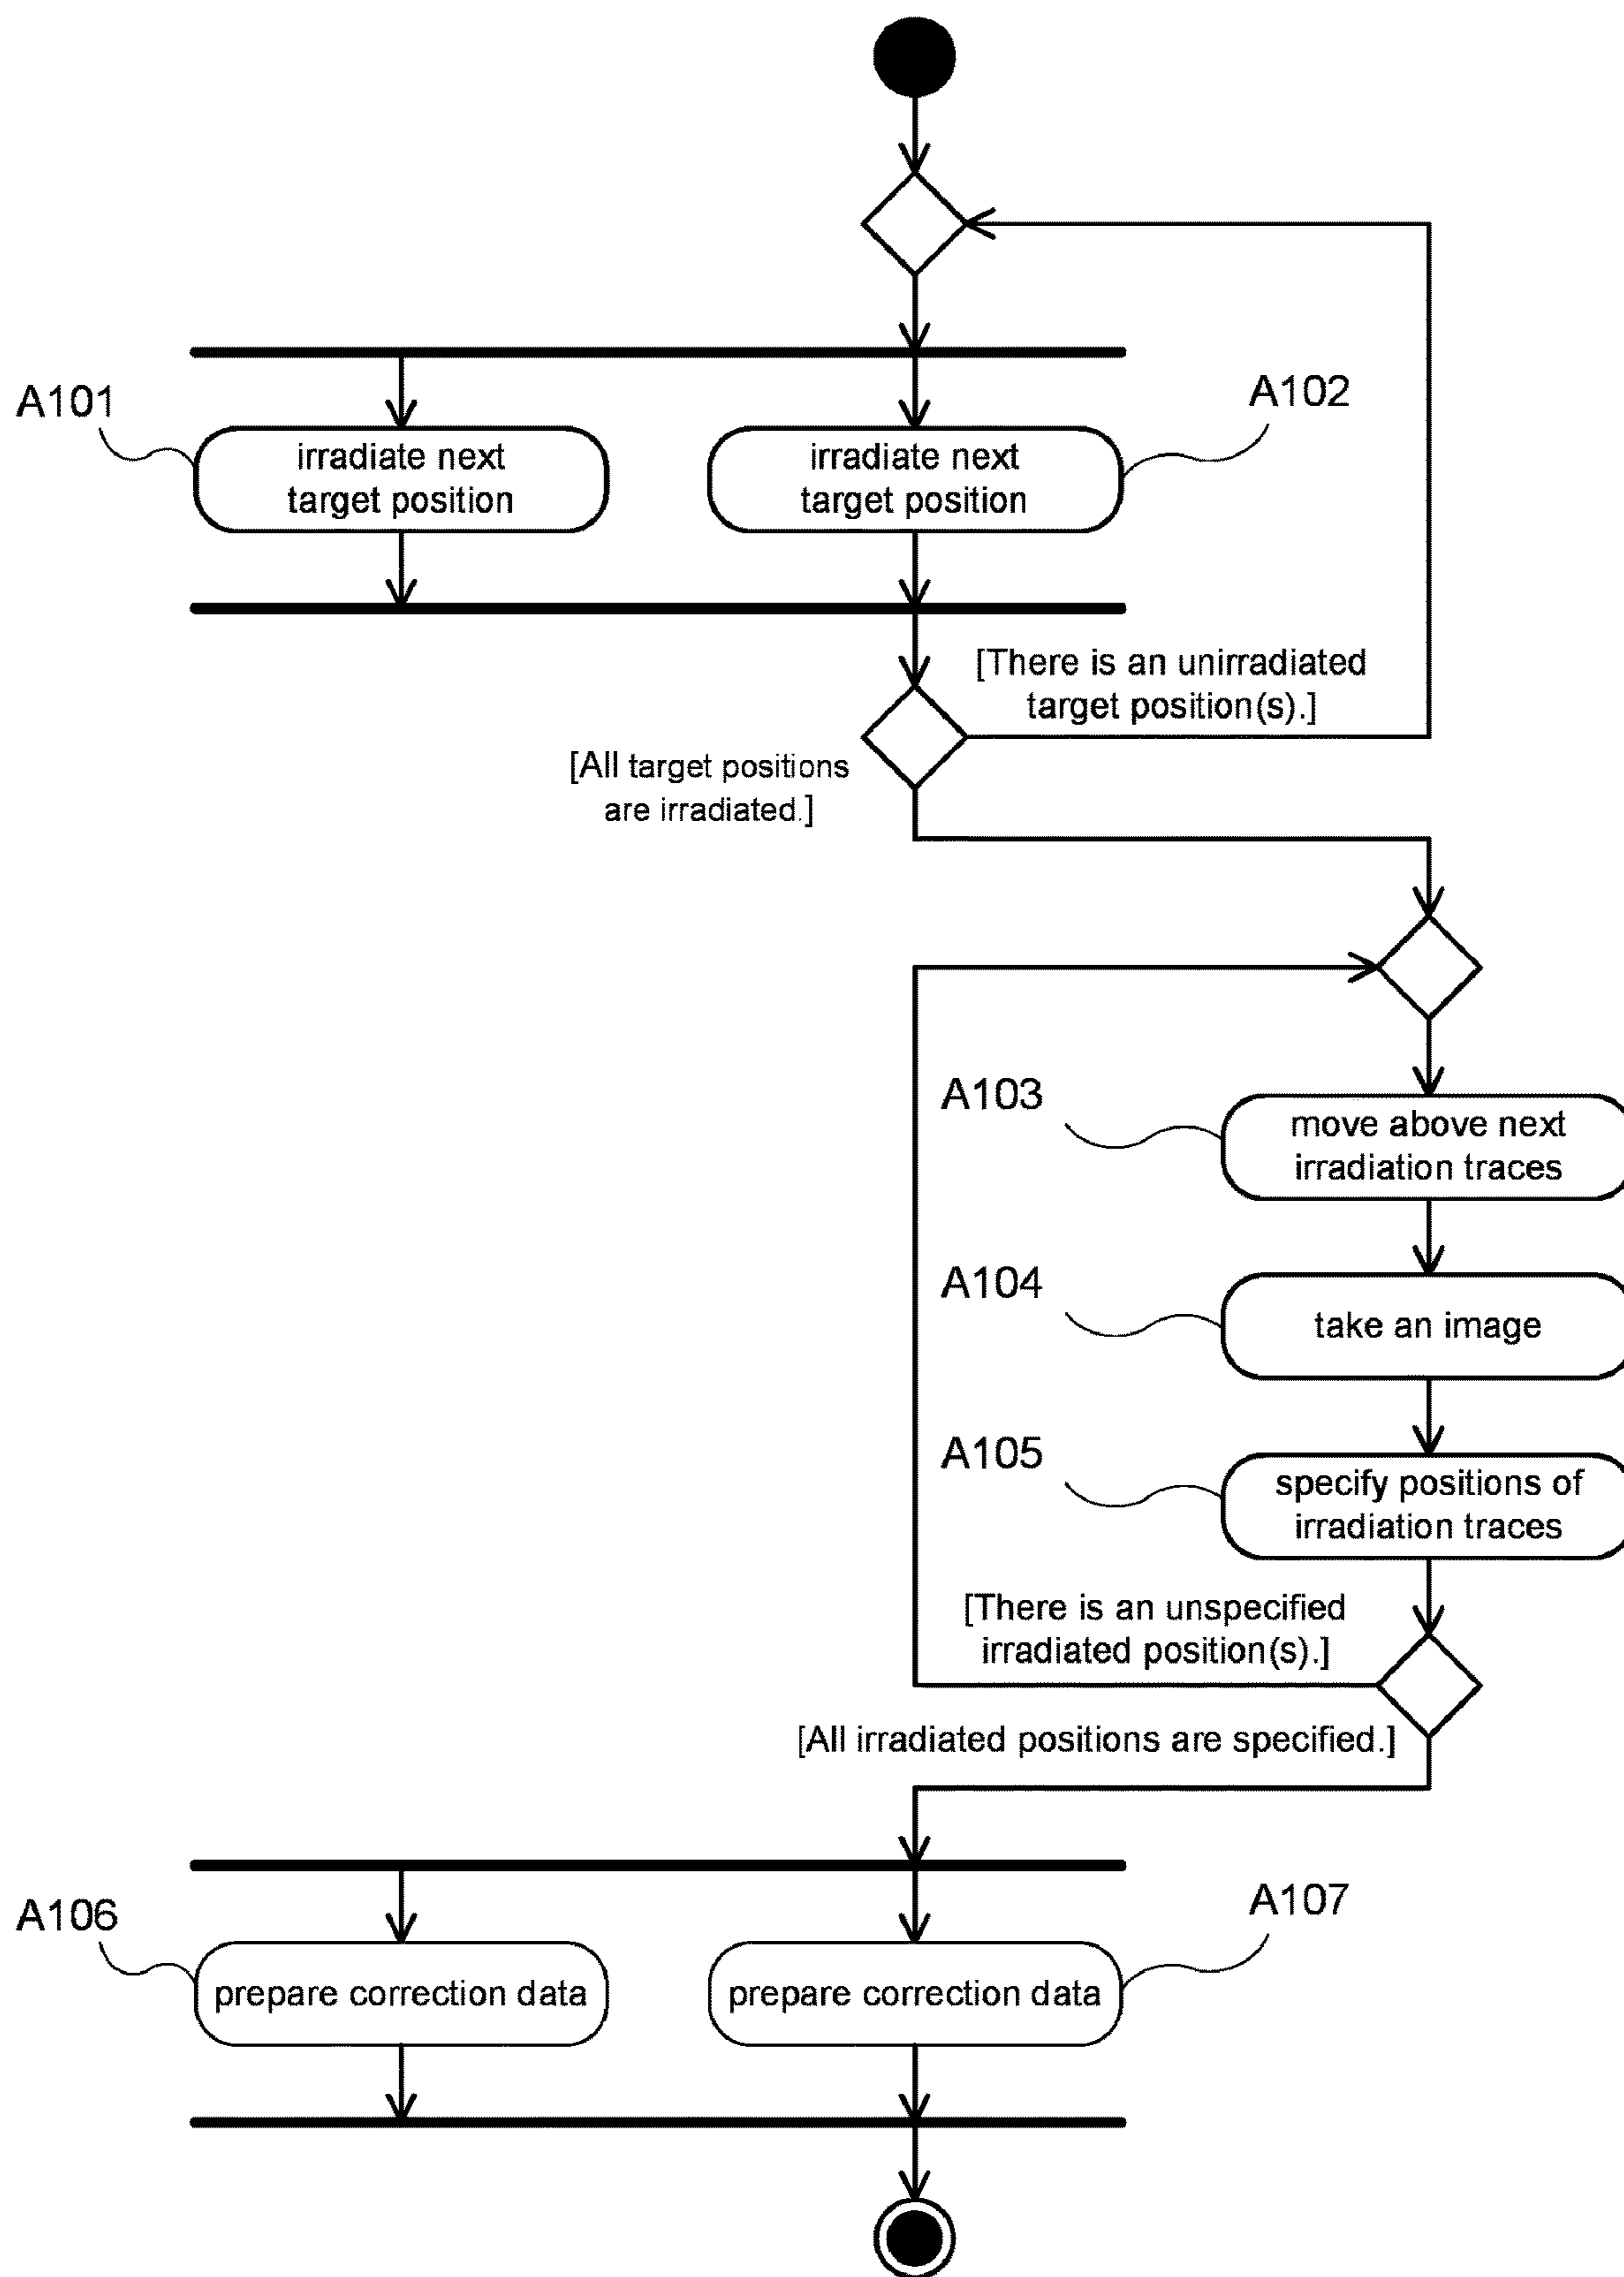 A101
irradiate next
target position
irradiate next
target position
A102
[There is an unirradiated
target position(s).]
[All target positions
are irradiated.]
A103
move above next
irradiation traces
A104
take an image
A105
specify positions of
irradiation traces
[There is an unspecified
irradiated position(s).]
[All irradiated positions are specified.]
A106
prepare correction data
prepare correction data
A107